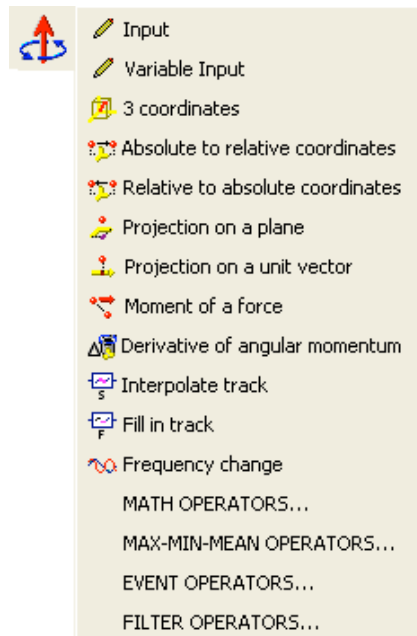 Input
Variable Input
3 coordinates
Absolute to relative coordinates
Relative to absolute coordinates
Projection on a plane
Projection on a unit vector
Moment of a force
Derivative of angular momentum
S Interpolate track
F Fill in track
Frequency change
MATH OPERATORS...
MAX-MIN-MEAN OPERATORS...
EVENT OPERATORS...
FILTER OPERATORS...